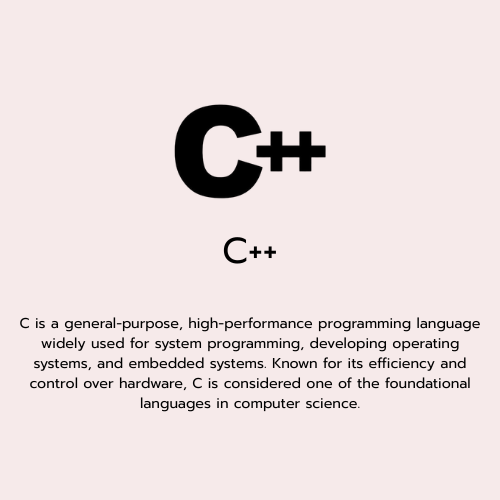 C++
C++
C is a general-purpose, high-performance programming language
widely used for system programming, developing operating
systems, and embedded systems. Known for its efficiency and
control over hardware, C is considered one of the foundational
languages in computer science.